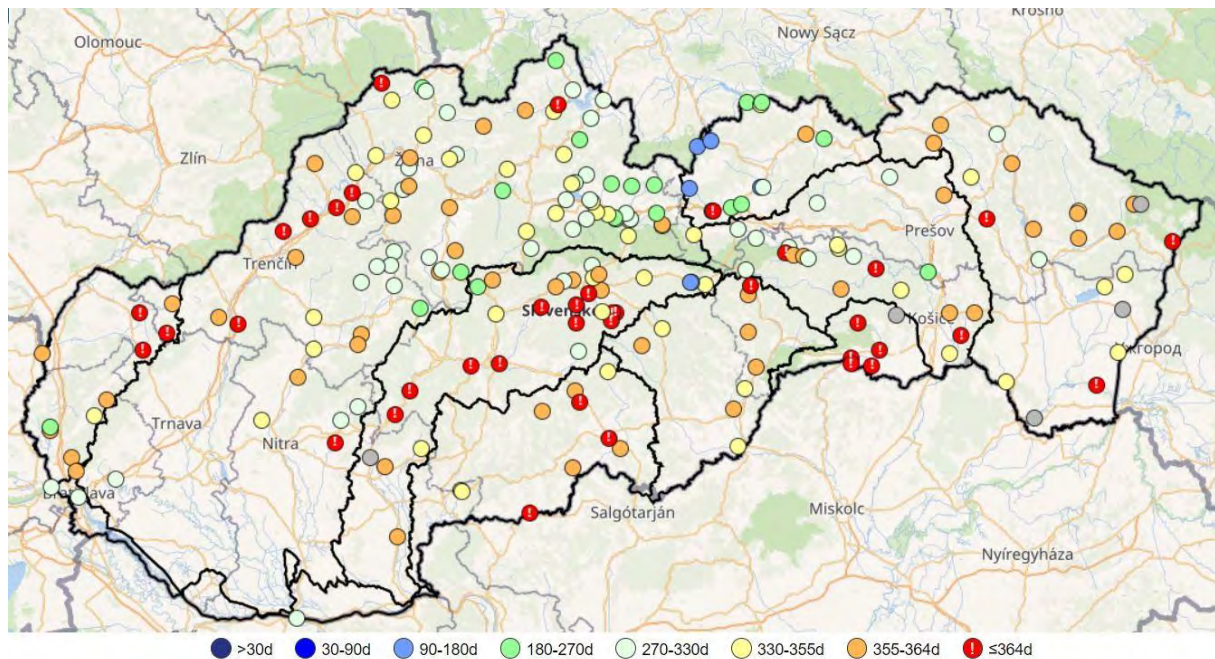 Krosno
Olomouc
Nowy Sącz
Zlín
Žilina
Prešov
Trenčín
Slovensko
Košice
Ужгород
Trnava
Nitra
Bratislava
Salgótarján
Miskolc
Nyíregyháza
>30d 30-90d 90-180d 180-270d 270-330d 330-355d 355-364d ! ≤364d